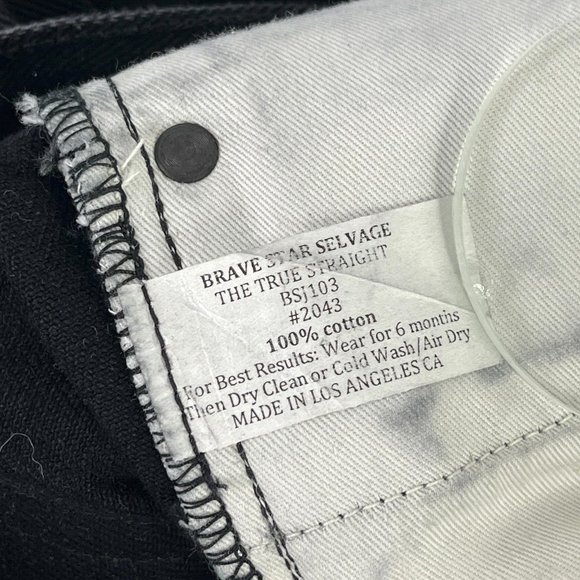 BRAVE STAR SELVAGE
THE TRUE STRAIGHT
BSJ103
#2043
100% cotton
For Best Results: Wear for 6 months
Then Dry Clean or Cold Wash/Air Dry
MADE IN LOS ANGELES CA